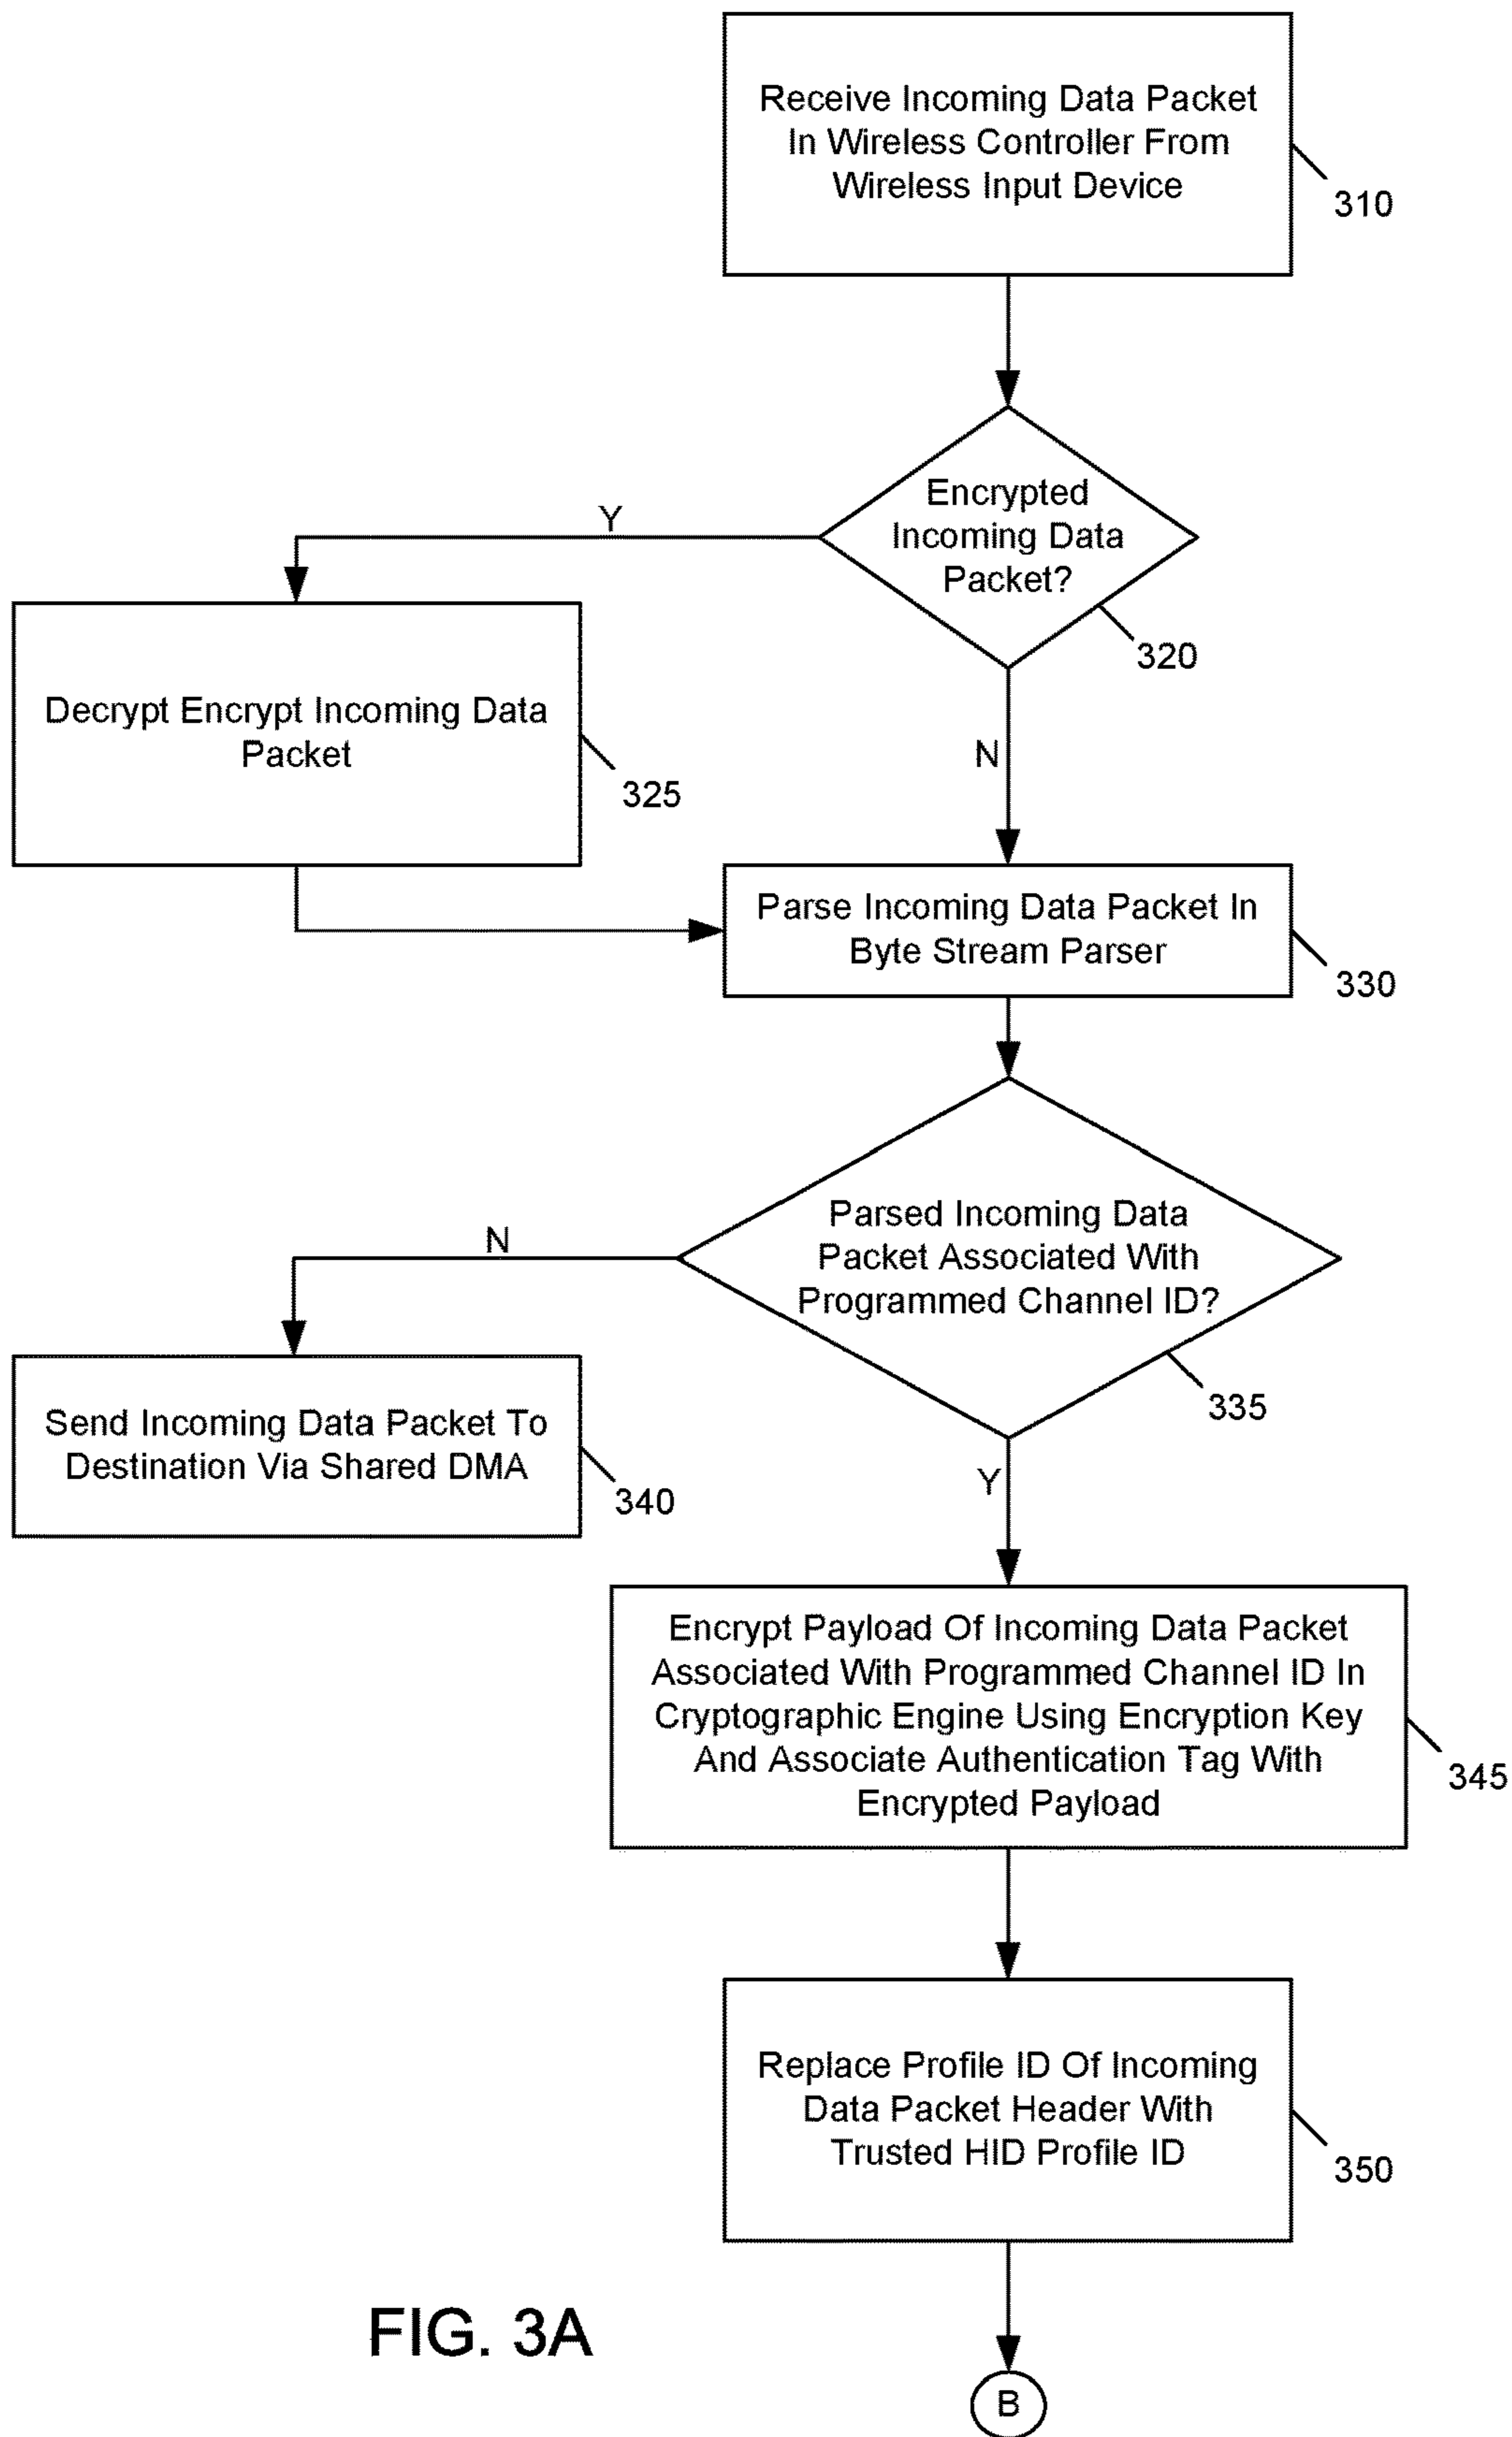 Receive Incoming Data Packet
In Wireless Controller From
Wireless Input Device
310
Encrypted
Incoming Data
Packet?
320
Y
N
Decrypt Encrypt Incoming Data
Packet
325
Parse Incoming Data Packet In
Byte Stream Parser
330
Parsed Incoming Data
Packet Associated With
Programmed Channel ID?
335
N
Y
Send Incoming Data Packet To
Destination Via Shared DMA
340
Encrypt Payload Of Incoming Data Packet
Associated With Programmed Channel ID In
Cryptographic Engine Using Encryption Key
And Associate Authentication Tag With
Encrypted Payload
345
Replace Profile ID Of Incoming
Data Packet Header With
Trusted HID Profile ID
350
FIG. 3A
B